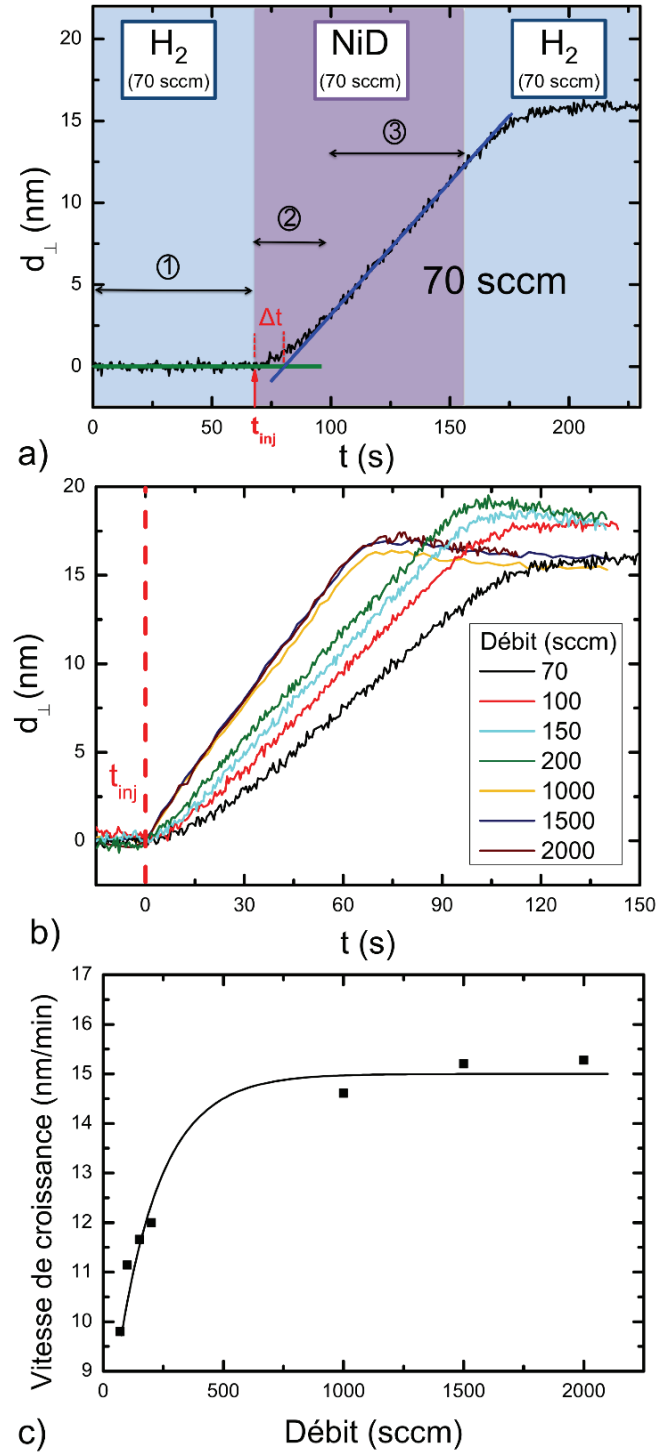 H2 NiD H2
(70 sccm) (70 sccm) (70 sccm)
20
15
10
5
0
d⊥ (nm)
①
②
③
Δt
70 sccm
0 50 100 150 200
tinj
t (s)
a)
20
15
10
5
0
d⊥ (nm)
tinj
Débit (sccm)
70
100
150
200
1000
1500
2000
0 30 60 90 120 150
t (s)
b)
17
16
15
14
13
12
11
10
9
Vitesse de croissance (nm/min)
0 500 1000 1500 2000
Débit (sccm)
c)